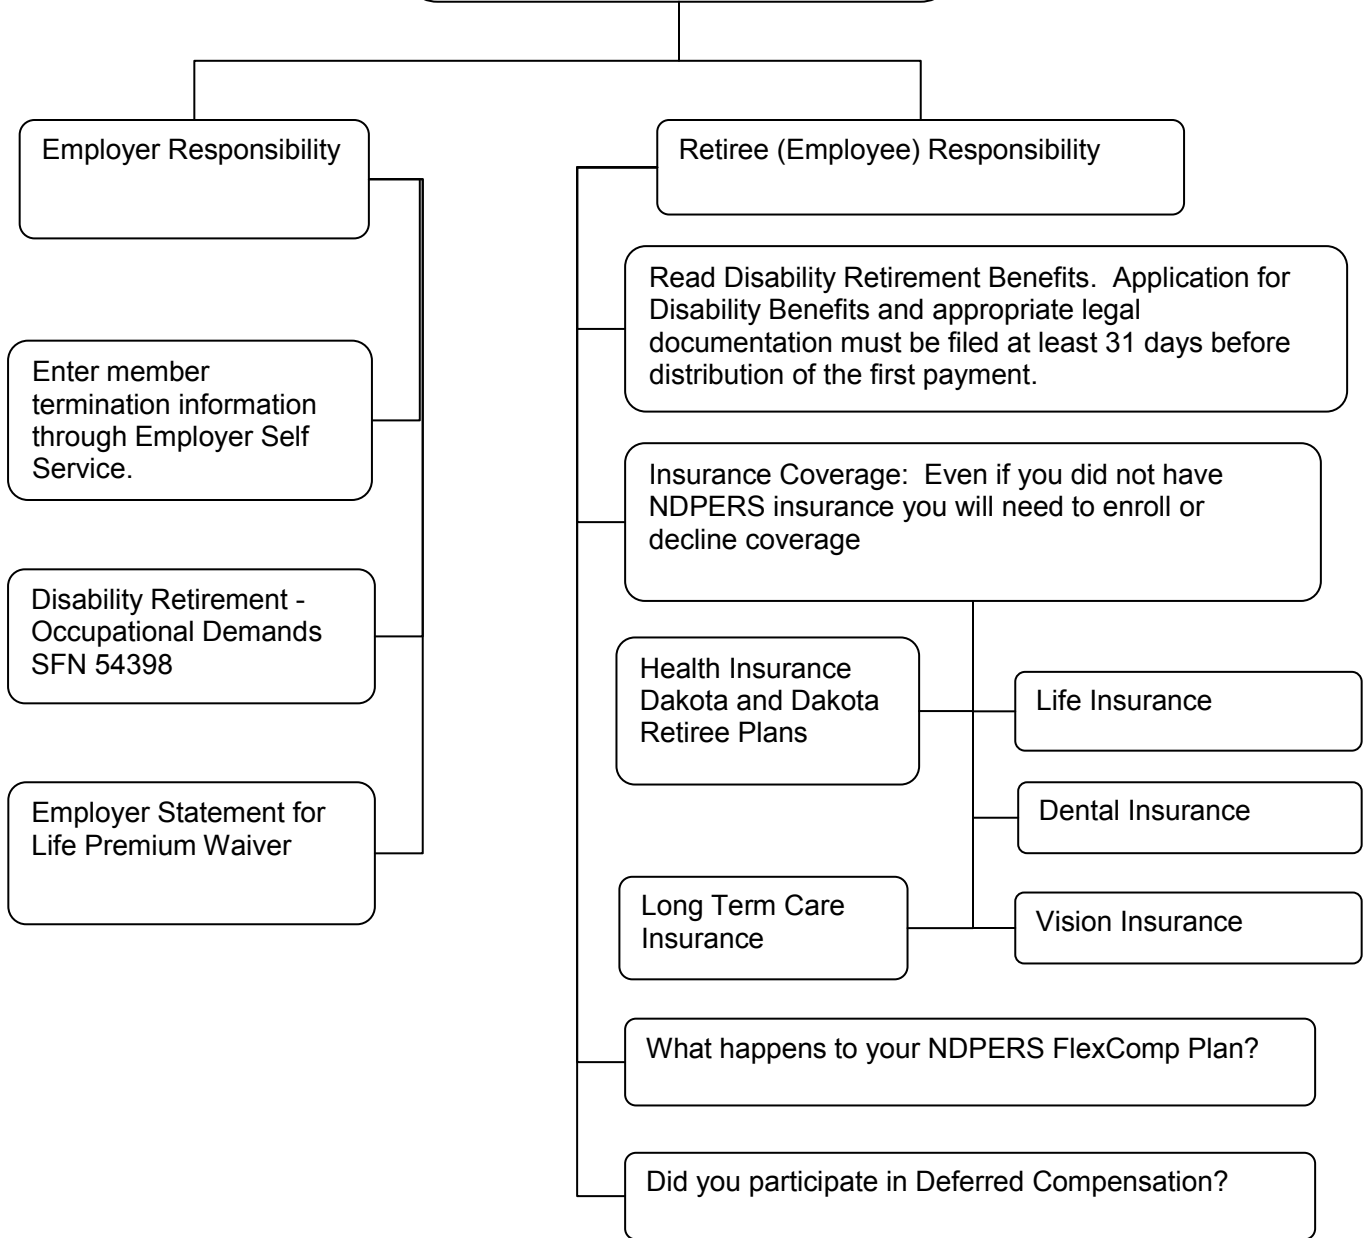 Employer Responsibility
Enter member
termination information
through Employer Self
Service.
Disability Retirement -
Occupational Demands
SFN 54398
Employer Statement for
Life Premium Waiver
Retiree (Employee) Responsibility
Read Disability Retirement Benefits.  Application for
Disability Benefits and appropriate legal
documentation must be filed at least 31 days before
distribution of the first payment.
Insurance Coverage:  Even if you did not have
NDPERS insurance you will need to enroll or
decline coverage
Health Insurance
Dakota and Dakota
Retiree Plans
Life Insurance
Dental Insurance
Long Term Care
Insurance
Vision Insurance
What happens to your NDPERS FlexComp Plan?
Did you participate in Deferred Compensation?